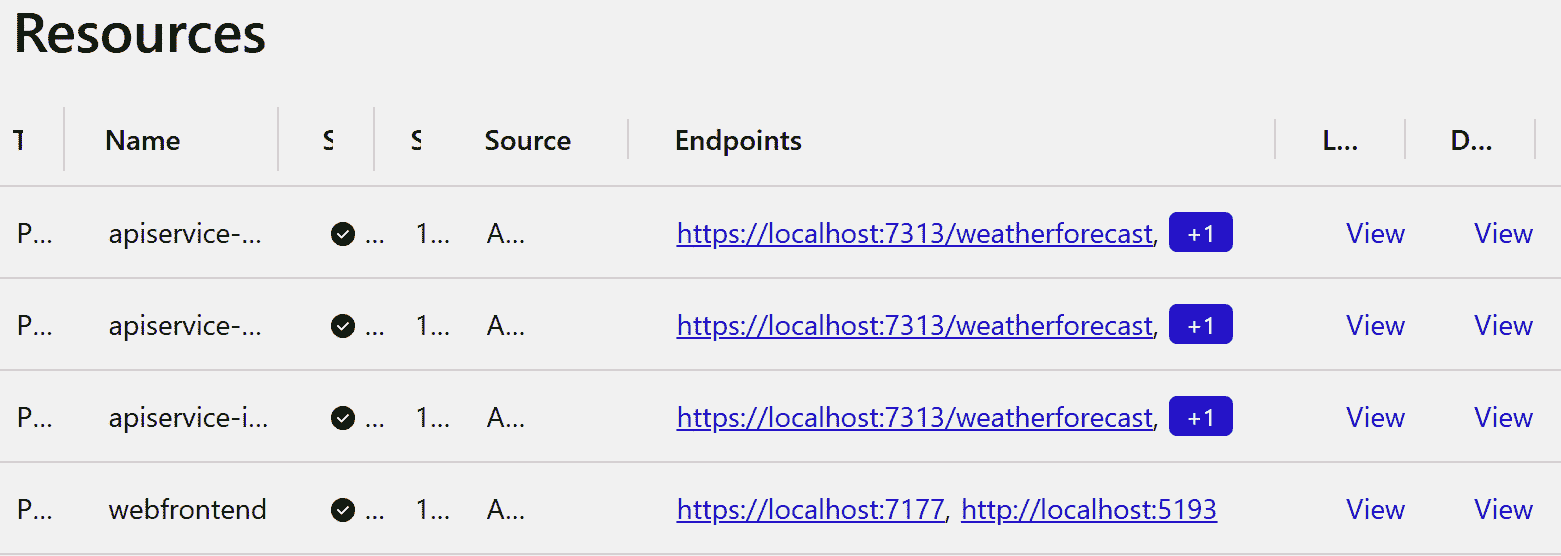 Resources
T Name S S Source Endpoints L... D...
P... apiservice-... ... 1... A... https://localhost:7313/weatherforecast, +1 View View
P... apiservice-... ... 1... A... https://localhost:7313/weatherforecast, +1 View View
P... apiservice-i... ... 1... A... https://localhost:7313/weatherforecast, +1 View View
P... webfrontend ... 1... A... https://localhost:7177, http://localhost:5193 View View